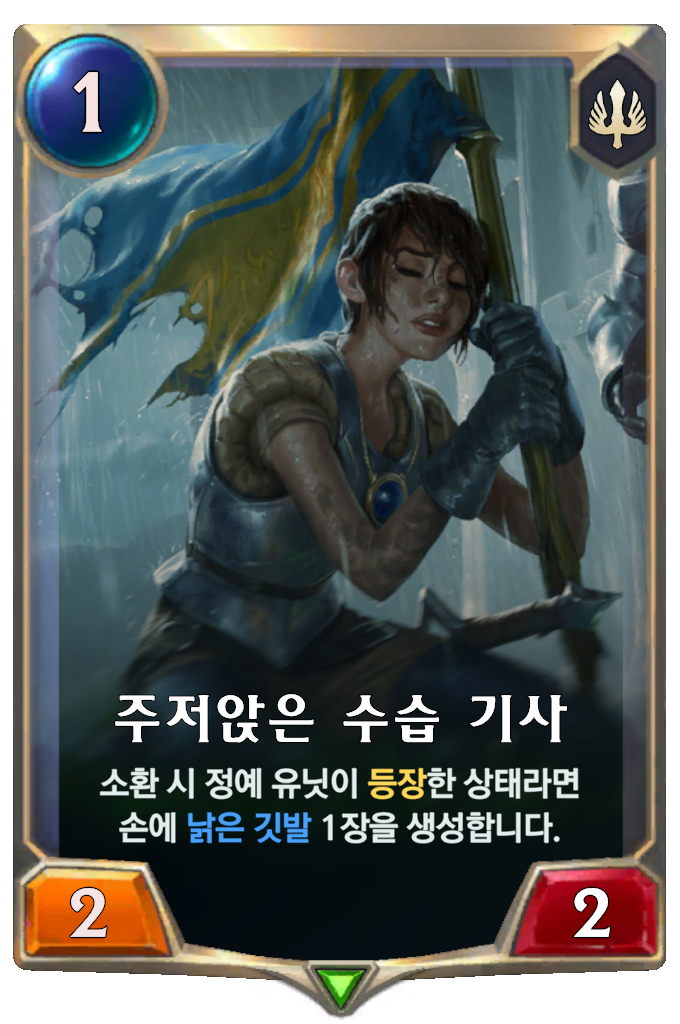 1
주저앉은 수습 기사
소환 시 정예 유닛이 등장한 상태라면
손에 낡은 깃발 1장을 생성합니다.
2
2